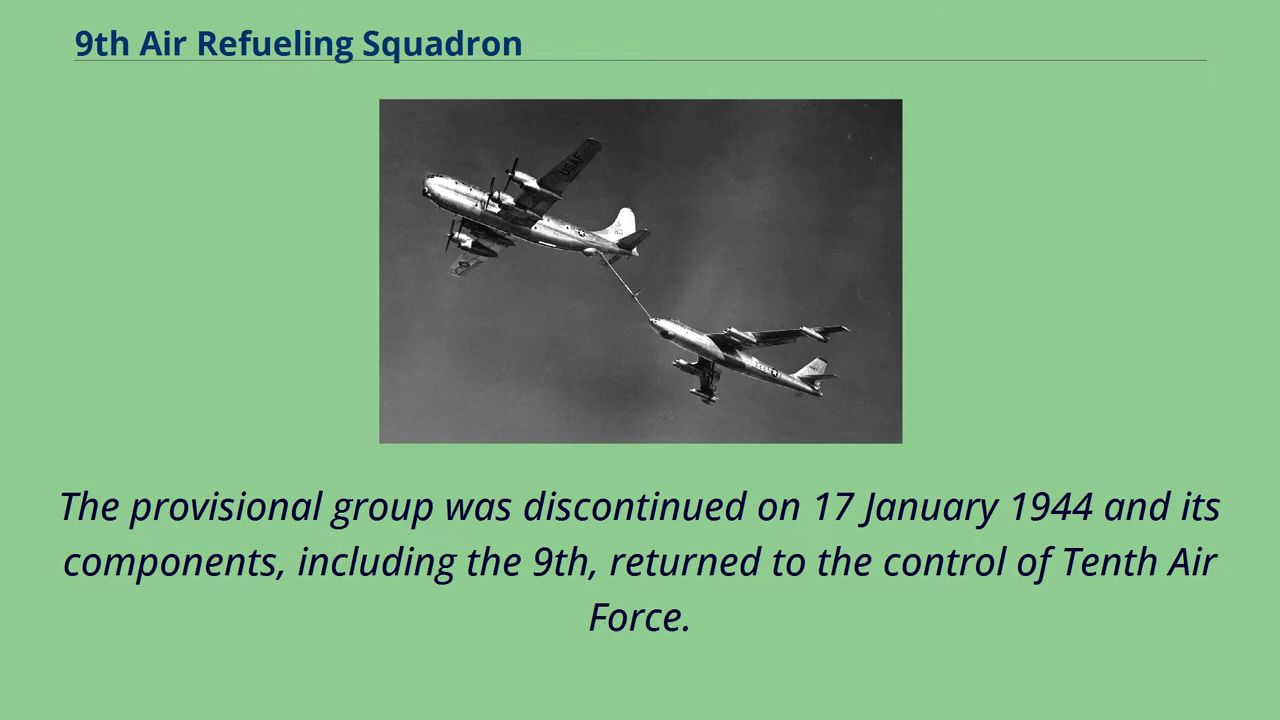 9th Air Refueling Squadron
USAF
The provisional group was discontinued on 17 January 1944 and its
components, including the 9th, returned to the control of Tenth Air
Force.